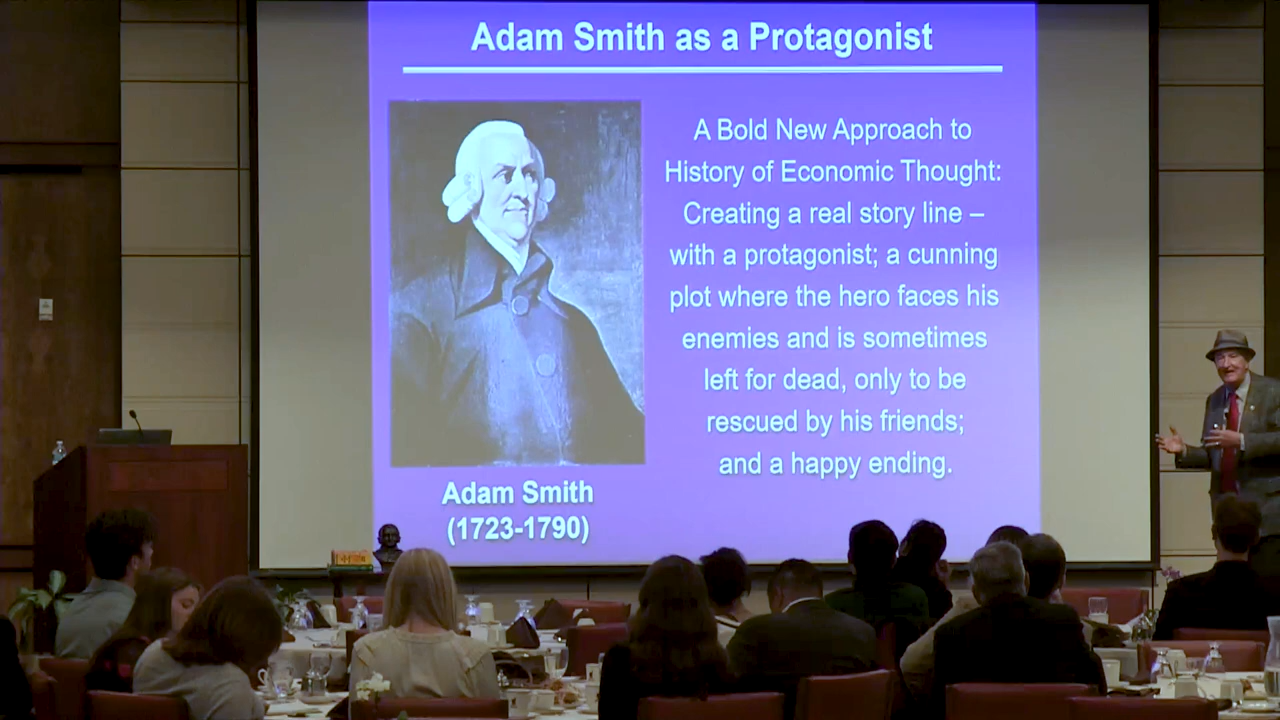 Adam Smith as a Protagonist
A Bold New Approach to
History of Economic Thought:
Creating a real story line –
with a protagonist; a cunning
plot where the hero faces his
enemies and is sometimes
left for dead, only to be
rescued by his friends;
and a happy ending.
Adam Smith
(1723-1790)